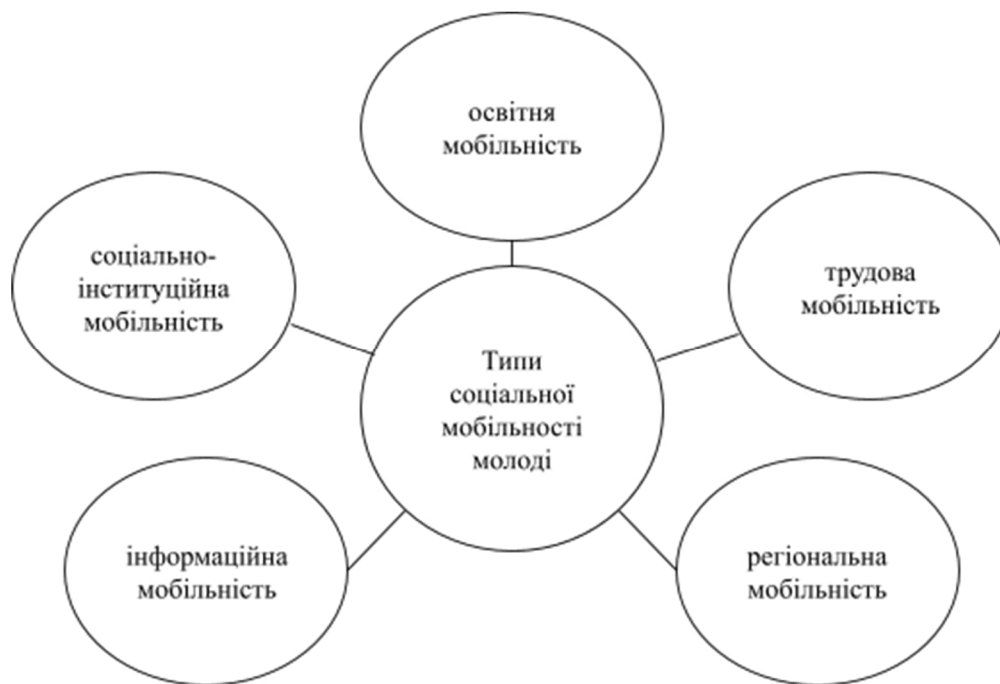 освітня
мобільність
соціально-
інституційна
мобільність
трудова
мобільність
Типи
соціальної
мобільності
молоді
інформаційна
мобільність
регіональна
мобільність